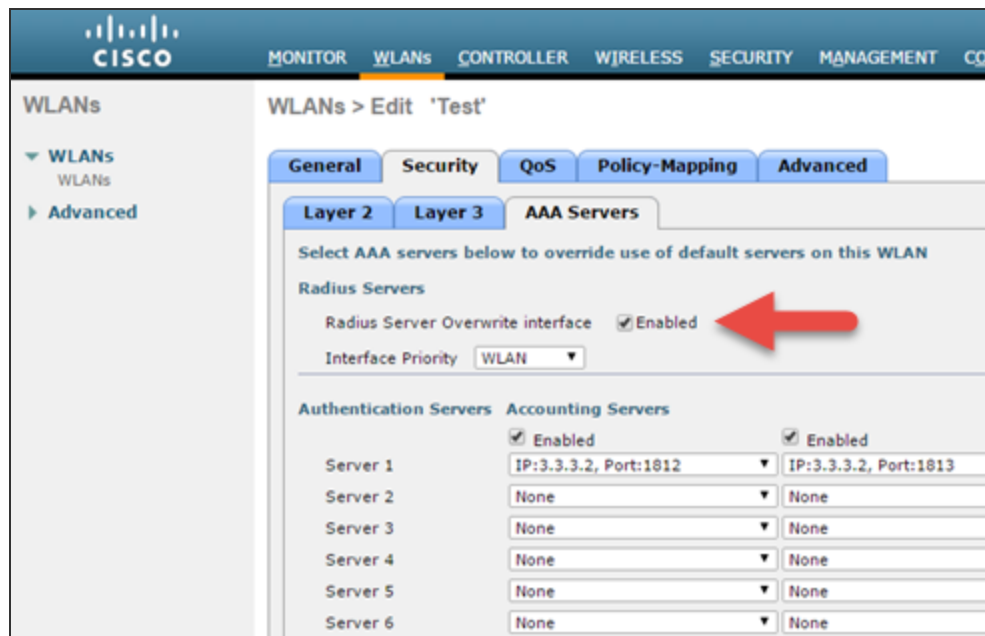 CISCO
MONITOR WLANs CONTROLLER WIRELESS SECURITY MANAGEMENT
WLANs
WLANs > Edit 'Test'
WLANs
WLANs
Advanced
General Security QoS Policy-Mapping Advanced
Layer 2 Layer 3 AAA Servers
Select AAA servers below to override use of default servers on this WLAN
Radius Servers
Radius Server Overwrite interface Enabled
Interface Priority WLAN
Authentication Servers Accounting Servers
Enabled Enabled
Server 1 IP:3.3.3.2, Port:1812 IP:3.3.3.2, Port:1813
Server 2 None None
Server 3 None None
Server 4 None None
Server 5 None None
Server 6 None None